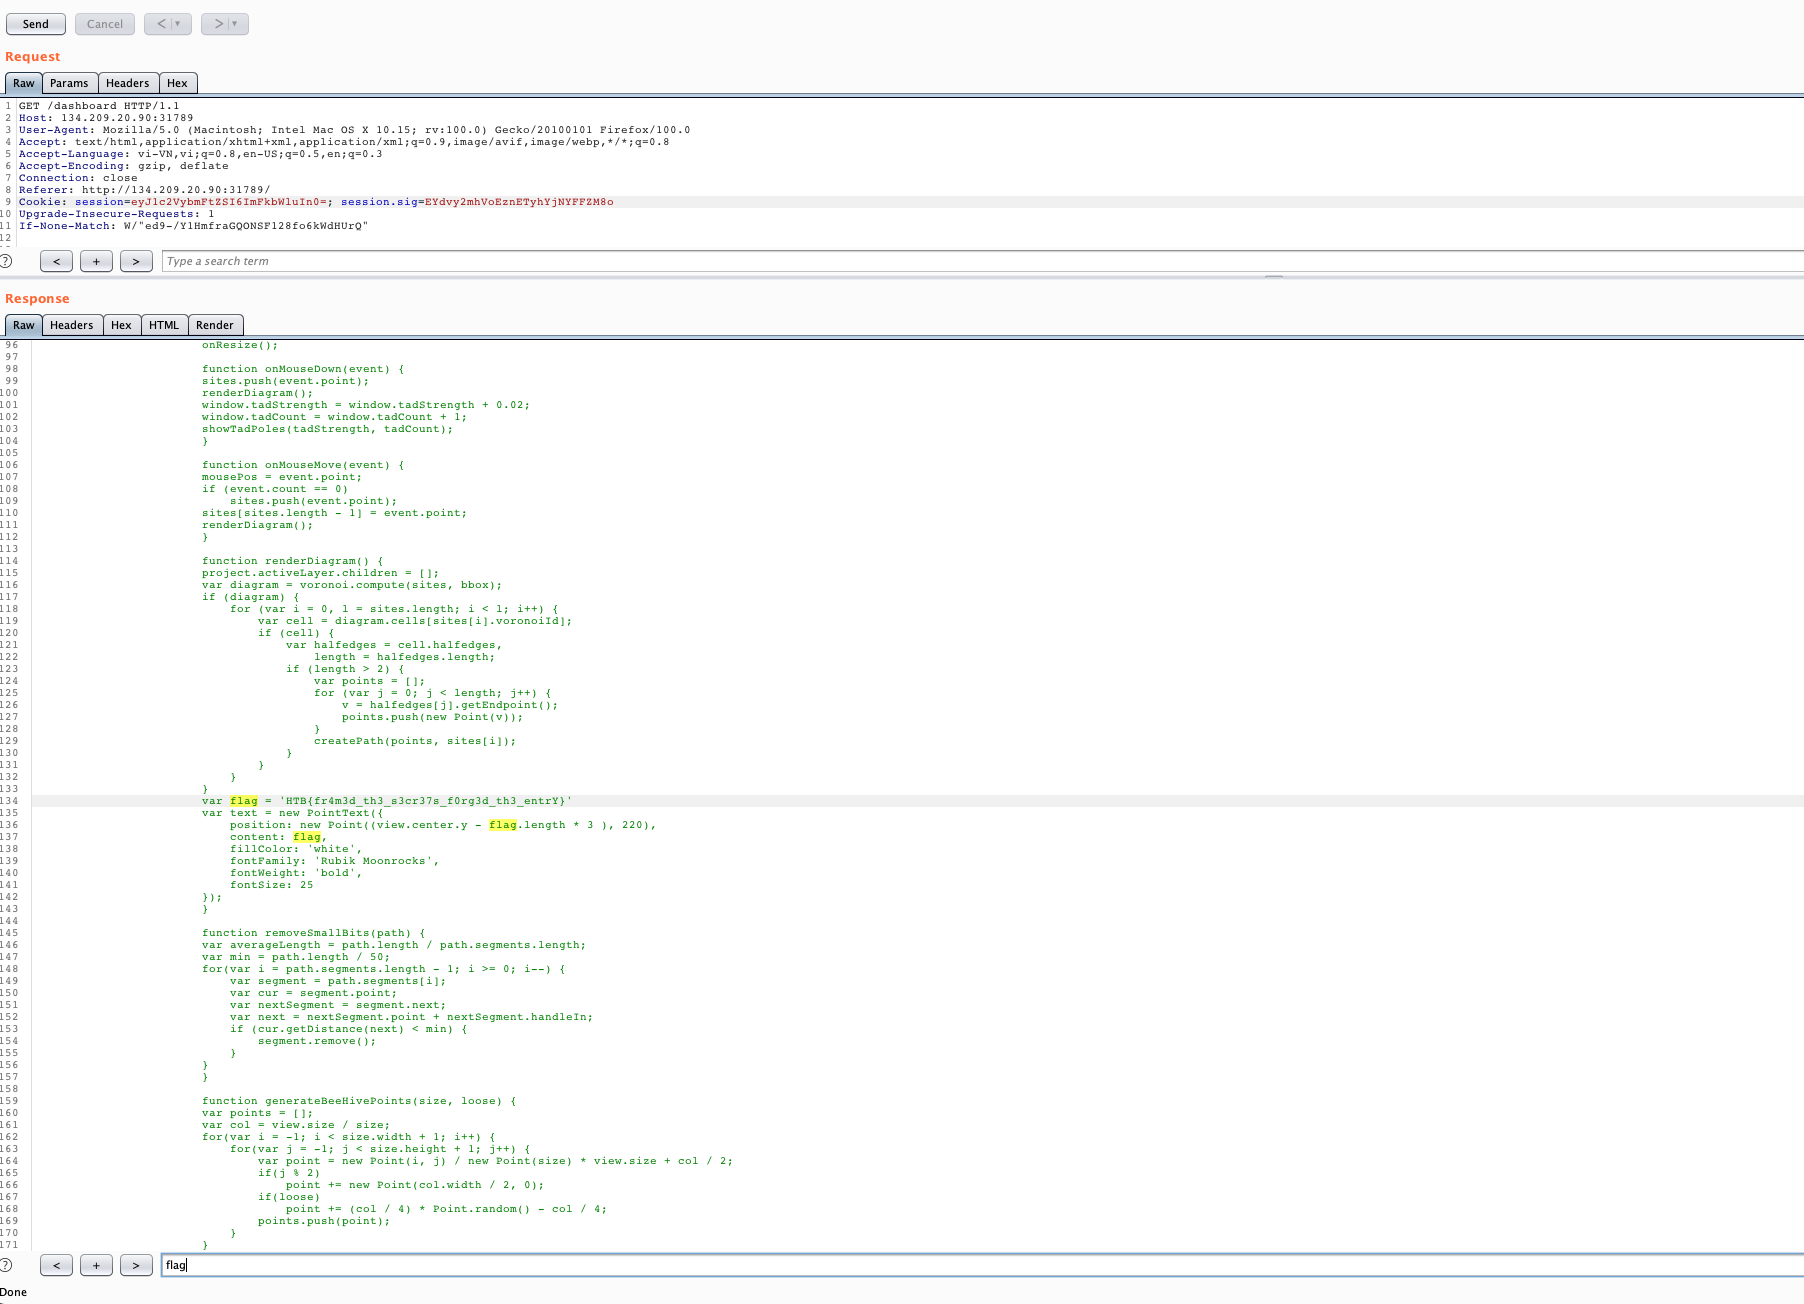 Send Cancel < | ▼ > | ▼
Request
Raw Params Headers Hex
1 GET /dashboard HTTP/1.1
2 Host: 134.209.20.90:31789
3 User-Agent: Mozilla/5.0 (Macintosh; Intel Mac OS X 10.15; rv:100.0) Gecko/20100101 Firefox/100.0
4 Accept: text/html,application/xhtml+xml,application/xml;q=0.9,image/avif,image/webp,*/*;q=0.8
5 Accept-Language: vi-VN,vi;q=0.8,en-US;q=0.5,en;q=0.3
6 Accept-Encoding: gzip, deflate
7 Connection: close
8 Referer: http://134.209.20.90:31789/
9 Cookie: session=eyJ1c2VybmFtZSI6ImFkbWluIn0=; session.sig=EYdvy2mhVoEznETyhYjNYFFZM8o
10 Upgrade-Insecure-Requests: 1
11 If-None-Match: W/"ed9-/Y1HmfraGQONSF128fo6kWdHUrQ"
12
? < + > Type a search term
Response
Raw Headers Hex HTML Render
96 onResize();
97
98 function onMouseDown(event) {
99 sites.push(event.point);
100 renderDiagram();
101 window.tadStrength = window.tadStrength + 0.02;
102 window.tadCount = window.tadCount + 1;
103 showTadPoles(tadStrength, tadCount);
104 }
105
106 function onMouseMove(event) {
107 mousePos = event.point;
108 if (event.count == 0)
109 sites.push(event.point);
110 sites[sites.length - 1] = event.point;
111 renderDiagram();
112 }
113
114 function renderDiagram() {
115 project.activeLayer.children = [];
116 var diagram = voronoi.compute(sites, bbox);
117 if (diagram) {
118 for (var i = 0, l = sites.length; i < l; i++) {
119 var cell = diagram.cells[sites[i].voronoiId];
120 if (cell) {
121 var halfedges = cell.halfedges,
122 length = halfedges.length;
123 if (length > 2) {
124 var points = [];
125 for (var j = 0; j < length; j++) {
126 v = halfedges[j].getEndpoint();
127 points.push(new Point(v));
128 }
129 createPath(points, sites[i]);
130 }
131 }
132 }
133 }
134 var flag = 'HTB{fr4m3d_th3_s3cr37s_f0rg3d_th3_entrY}'
135 var text = new PointText({
136 position: new Point((view.center.y - flag.length * 3 ), 220),
137 content: flag,
138 fillColor: 'white',
139 fontFamily: 'Rubik Moonrocks',
140 fontWeight: 'bold',
141 fontSize: 25
142 });
143 }
144
145 function removeSmallBits(path) {
146 var averageLength = path.length / path.segments.length;
147 var min = path.length / 50;
148 for(var i = path.segments.length - 1; i >= 0; i--) {
149 var segment = path.segments[i];
150 var cur = segment.point;
151 var nextSegment = segment.next;
152 var next = nextSegment.point + nextSegment.handleIn;
153 if (cur.getDistance(next) < min) {
154 segment.remove();
155 }
156 }
157 }
158
159 function generateBeeHivePoints(size, loose) {
160 var points = [];
161 var col = view.size / size;
162 for(var i = -1; i < size.width + 1; i++) {
163 for(var j = -1; j < size.height + 1; j++) {
164 var point = new Point(i, j) / new Point(size) * view.size + col / 2;
165 if(j % 2)
166 point += new Point(col.width / 2, 0);
167 if(loose)
168 point += (col / 4) * Point.random() - col / 4;
169 points.push(point);
170 }
171 }
? < + > flag
Done